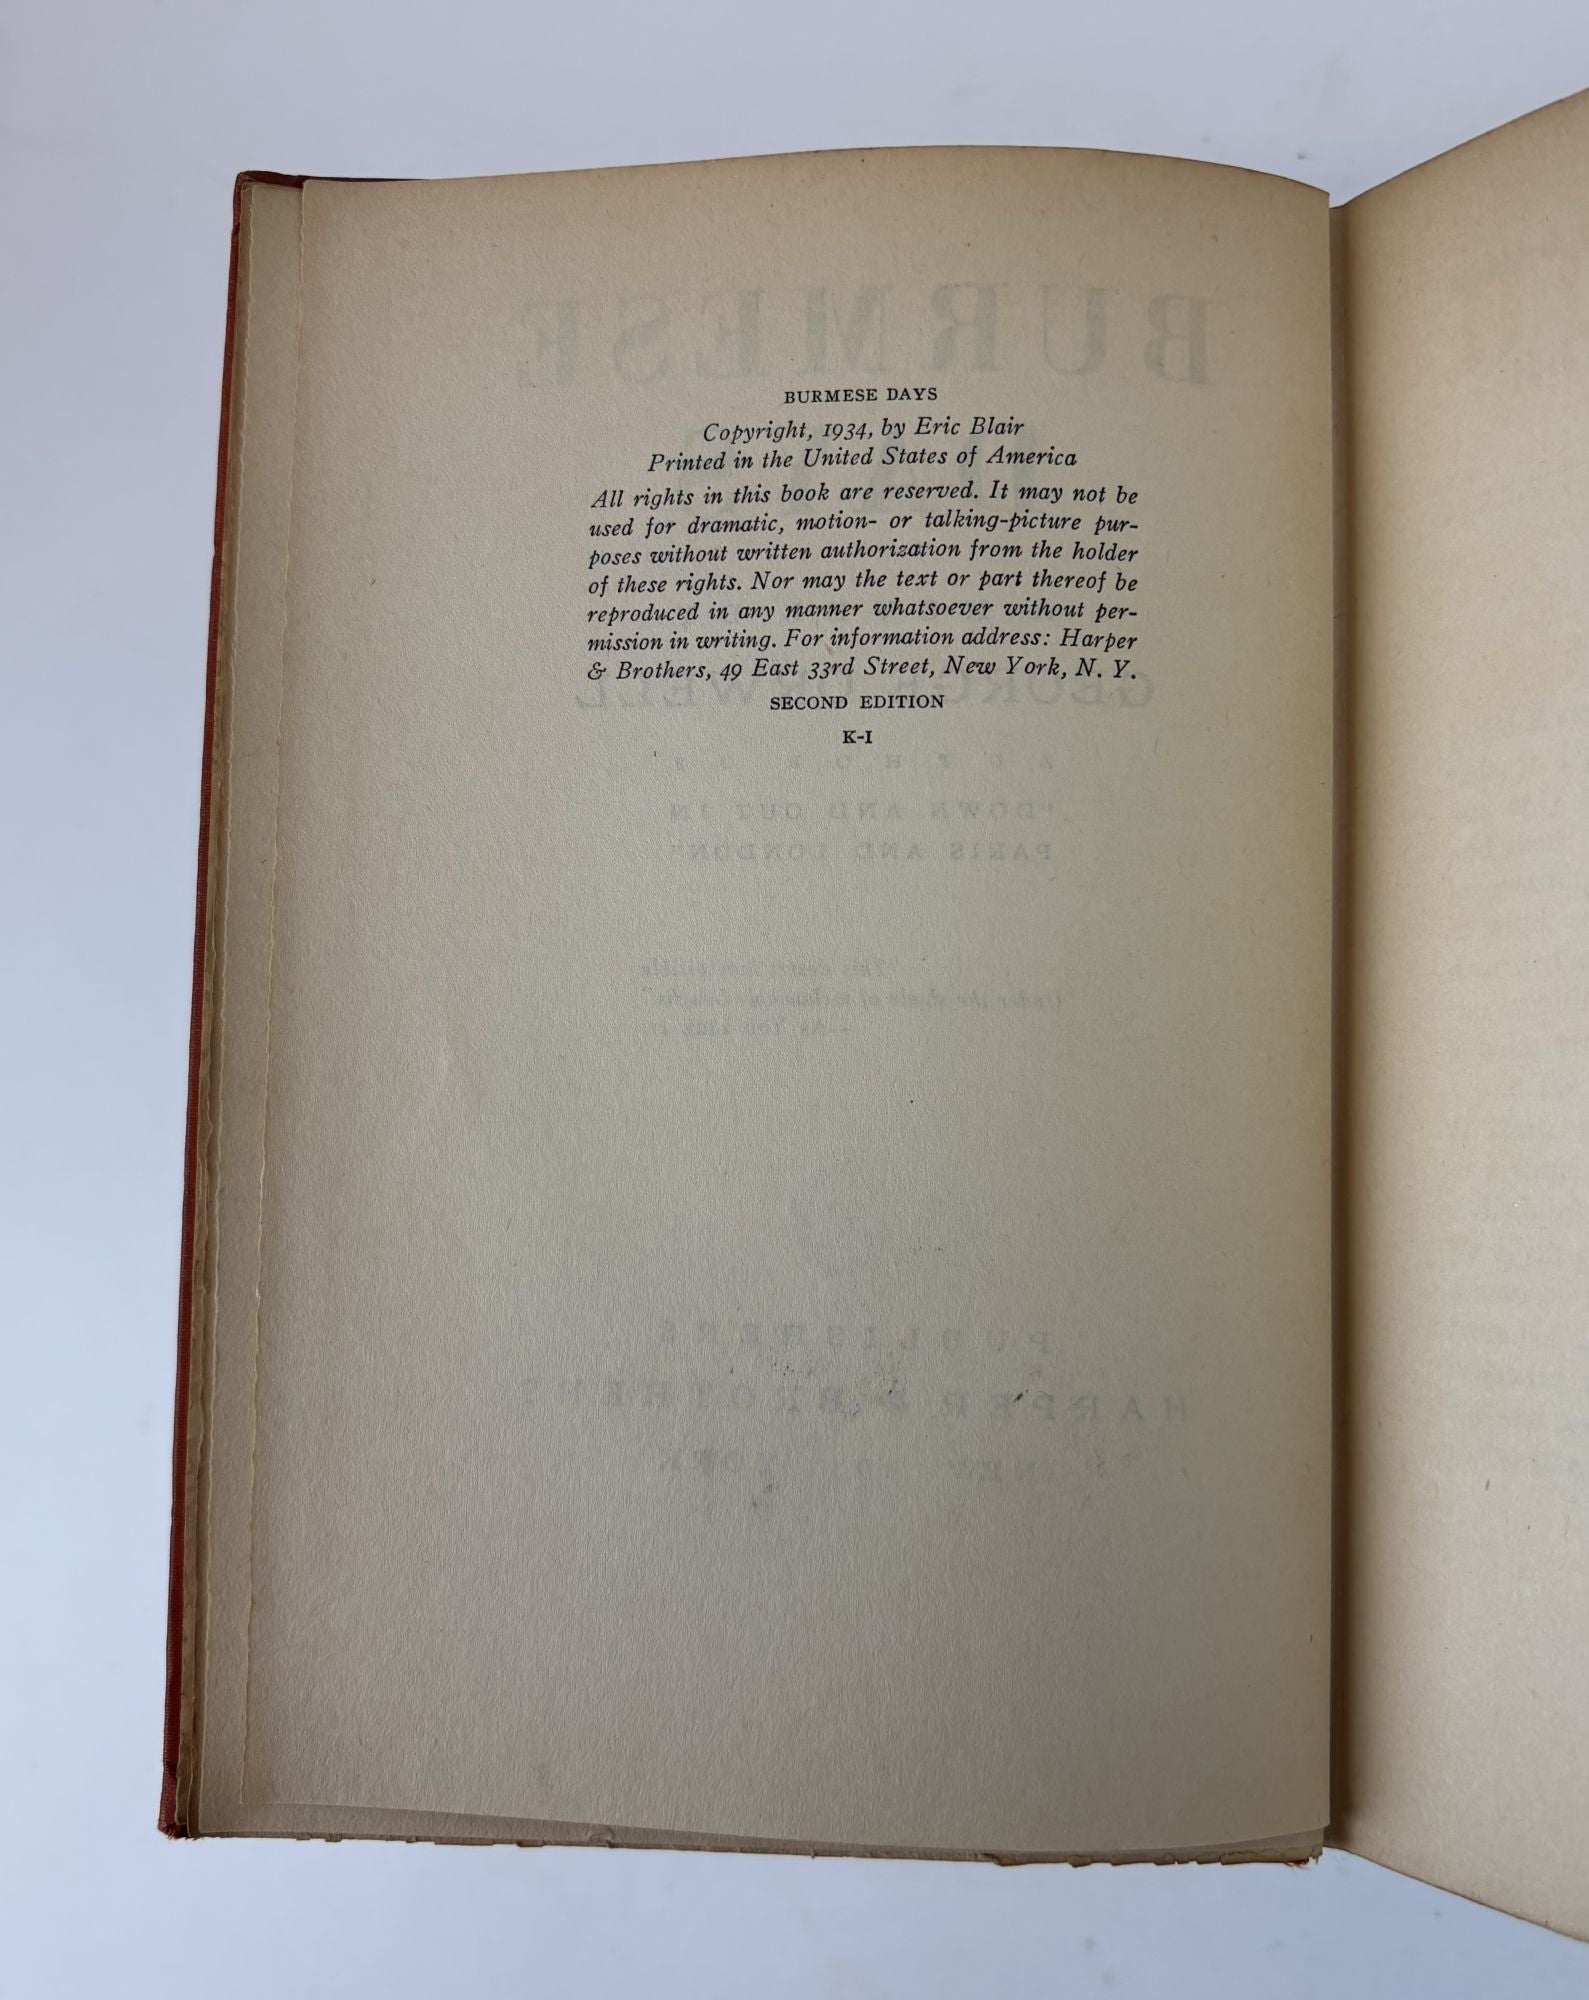 BURMESE DAYS
Copyright, 1934, by Eric Blair
Printed in the United States of America
All rights in this book are reserved. It may not be
used for dramatic, motion- or talking-picture pur-
poses without written authorization from the holder
of these rights. Nor may the text or part thereof be
reproduced in any manner whatsoever without per-
mission in writing. For information address: Harper
& Brothers, 49 East 33rd Street, New York, N. Y.
SECOND EDITION
K-I